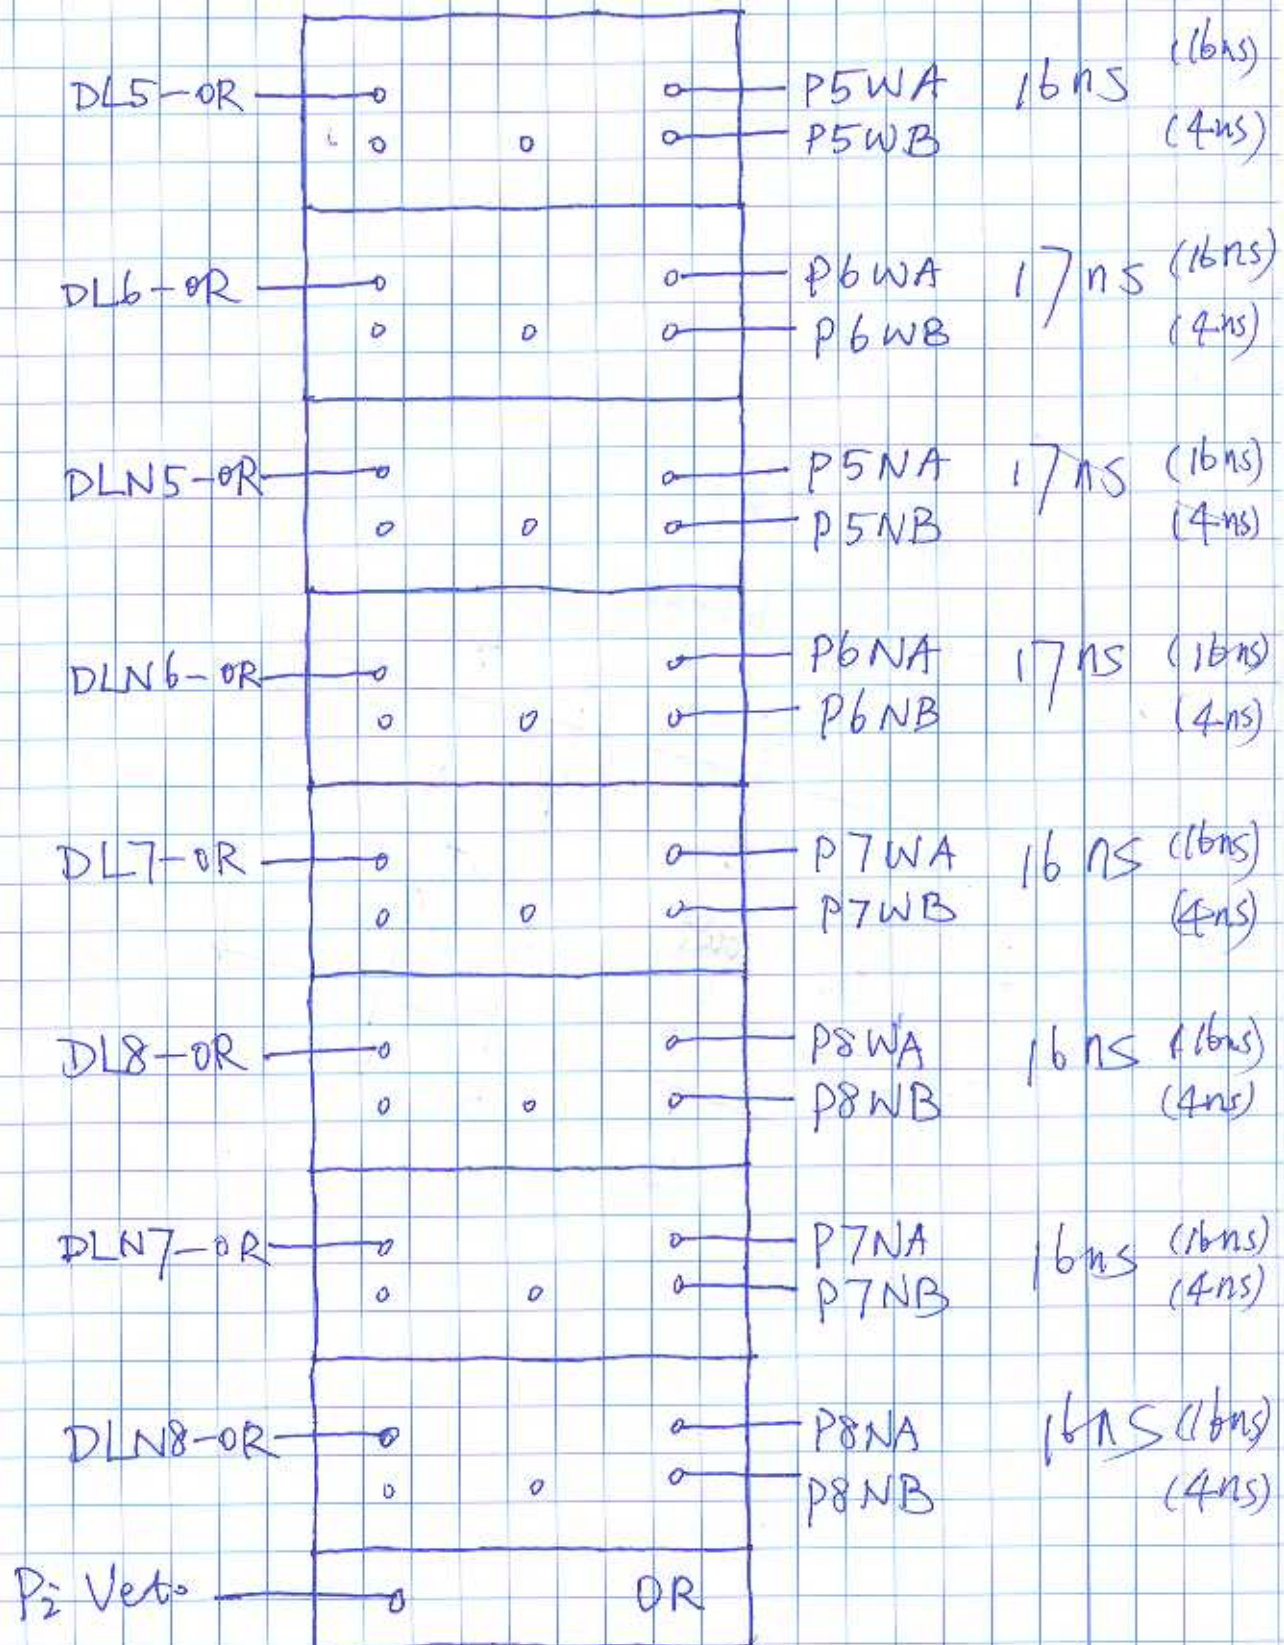 DL5-OR P5WA 16ns (16ns)
P5WB (4ns)
DL6-OR P6WA 17ns (16ns)
P6WB (4ns)
DLN5-OR P5NA 17ns (16ns)
P5NB (4ns)
DLN6-OR P6NA 17ns (16ns)
P6NB (4ns)
DL7-OR P7WA 16ns (16ns)
P7WB (4ns)
DL8-OR P8WA 16ns (16ns)
P8WB (4ns)
DLN7-OR P7NA 16ns (16ns)
P7NB (4ns)
DLN8-OR P8NA 16ns (16ns)
P8NB (4ns)
Veto OR